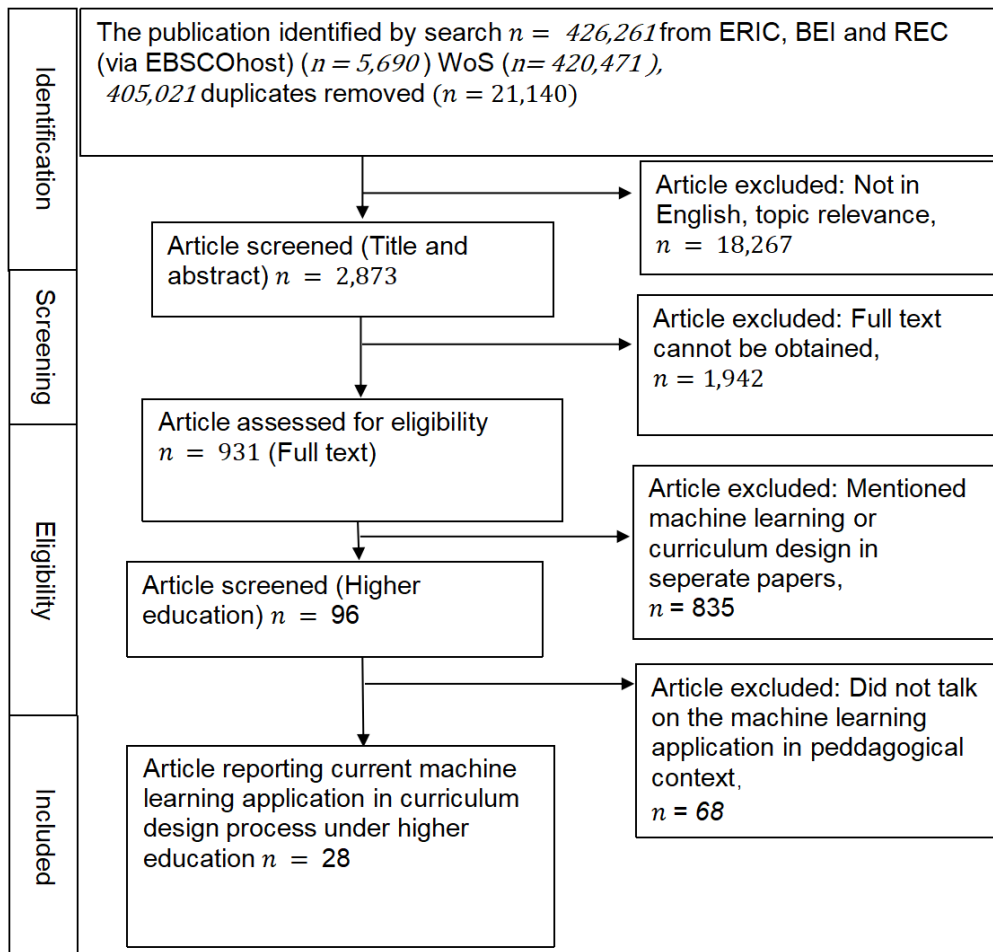 Identification
The publication identified by search n = 426,261 from ERIC, BEI and REC
(via EBSCOhost) (n = 5,690 ) WoS (n= 420,471 ),
405,021 duplicates removed (n = 21,140)
Article excluded: Not in
English, topic relevance,
n = 18,267
Article screened (Title and
abstract) n = 2,873
Screening
Article excluded: Full text
cannot be obtained,
n = 1,942
Article assessed for eligibility
n = 931 (Full text)
Eligibility
Article excluded: Mentioned
machine learning or
curriculum design in
seperate papers,
n = 835
Article screened (Higher
education) n = 96
Article excluded: Did not talk
on the machine learning
application in peddagogical
context,
n = 68
Included
Article reporting current machine
learning application in curriculum
design process under higher
education n = 28